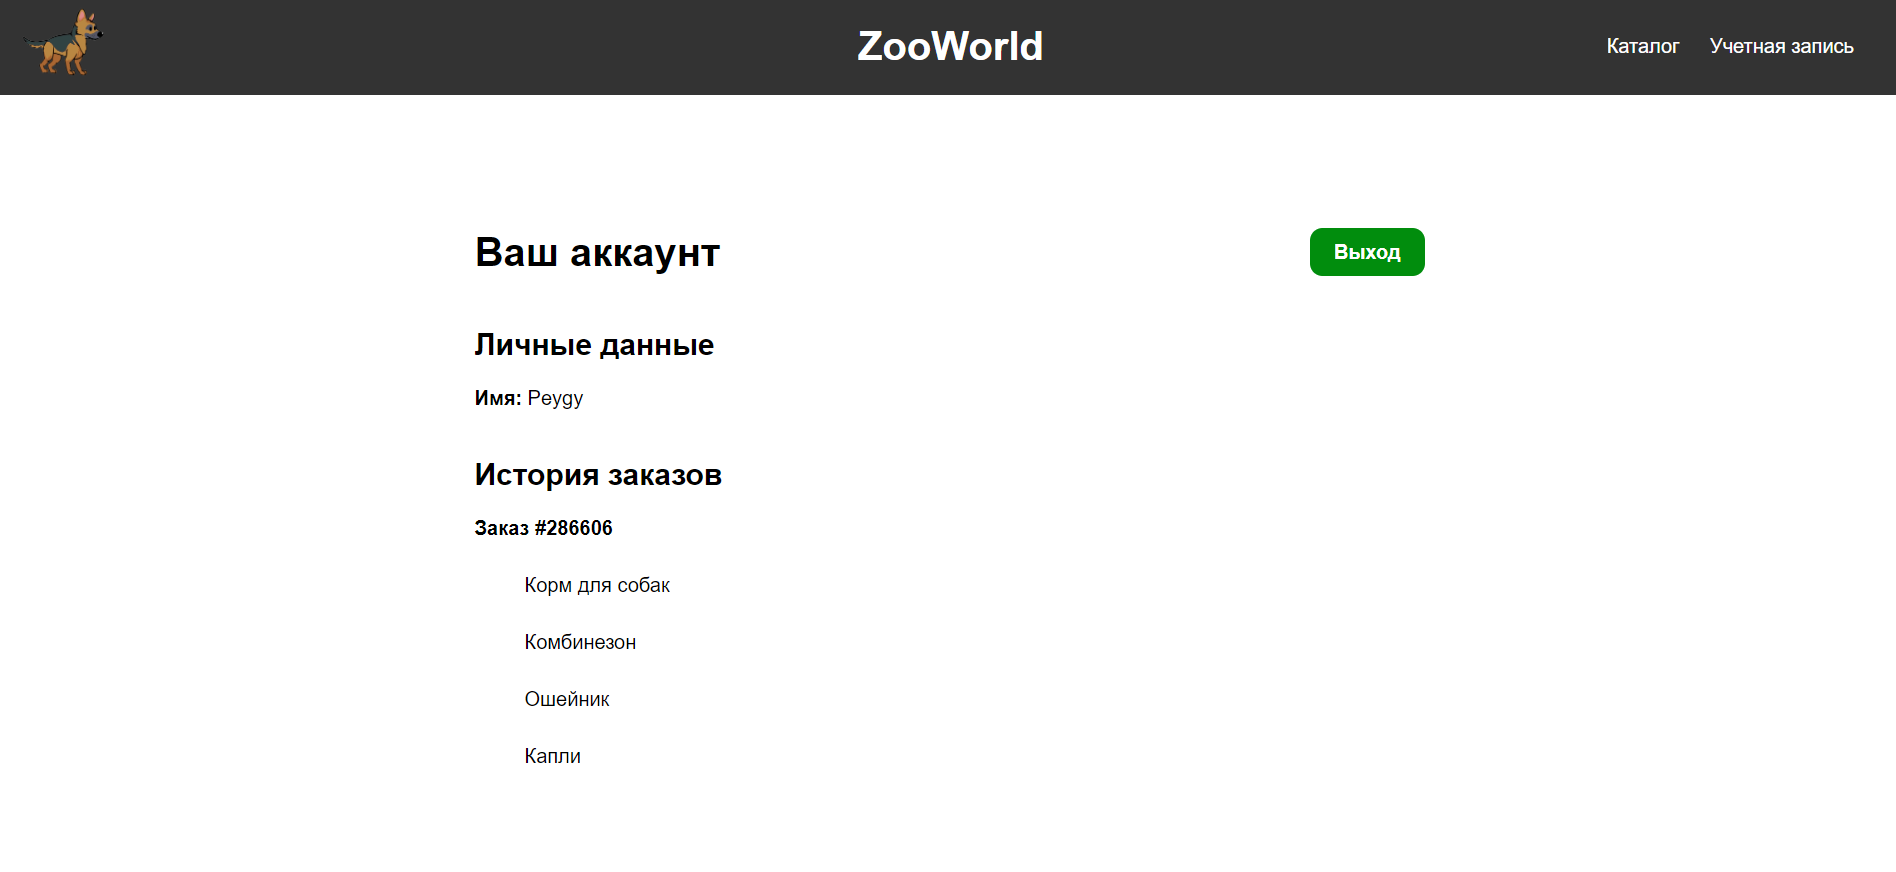 ZooWorld
Каталог Учетная запись
Ваш аккаунт
Выход
Личные данные
Имя: Peygy
История заказов
Заказ #286606
Корм для собак
Комбинезон
Ошейник
Капли